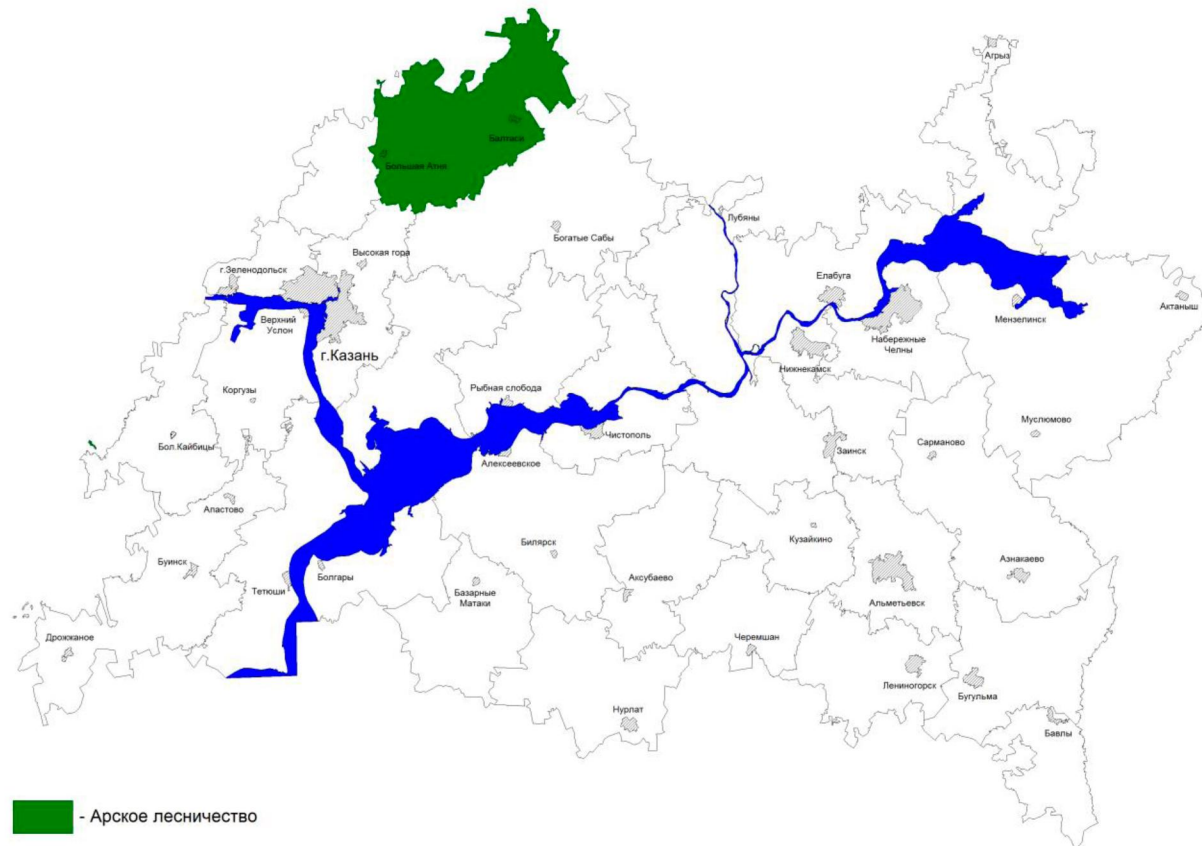 Агрыз
Балтаси
Большая Атня
Лубяны
Богатые Сабы
Высокая гора
г.Зеленодольск
Елабуга
Актаныш
Мензелинск
Верхний
Услон
Набережные
Челны
г.Казань
Нижнекамск
Рыбная слобода
Коргузы
Муслюмово
Чистополь
Бол.Кайбицы
Сарманово
Заинск
Алексеевское
Апастово
Кузайкино
Билярск
Буинск
Азнакаево
Болгары
Аксубаево
Тетюши
Базарные
Матаки
Альметьевск
Дрожжаное
Черемшан
Лениногорск
Бугульма
Нурлат
Бавлы
- Арское лесничество